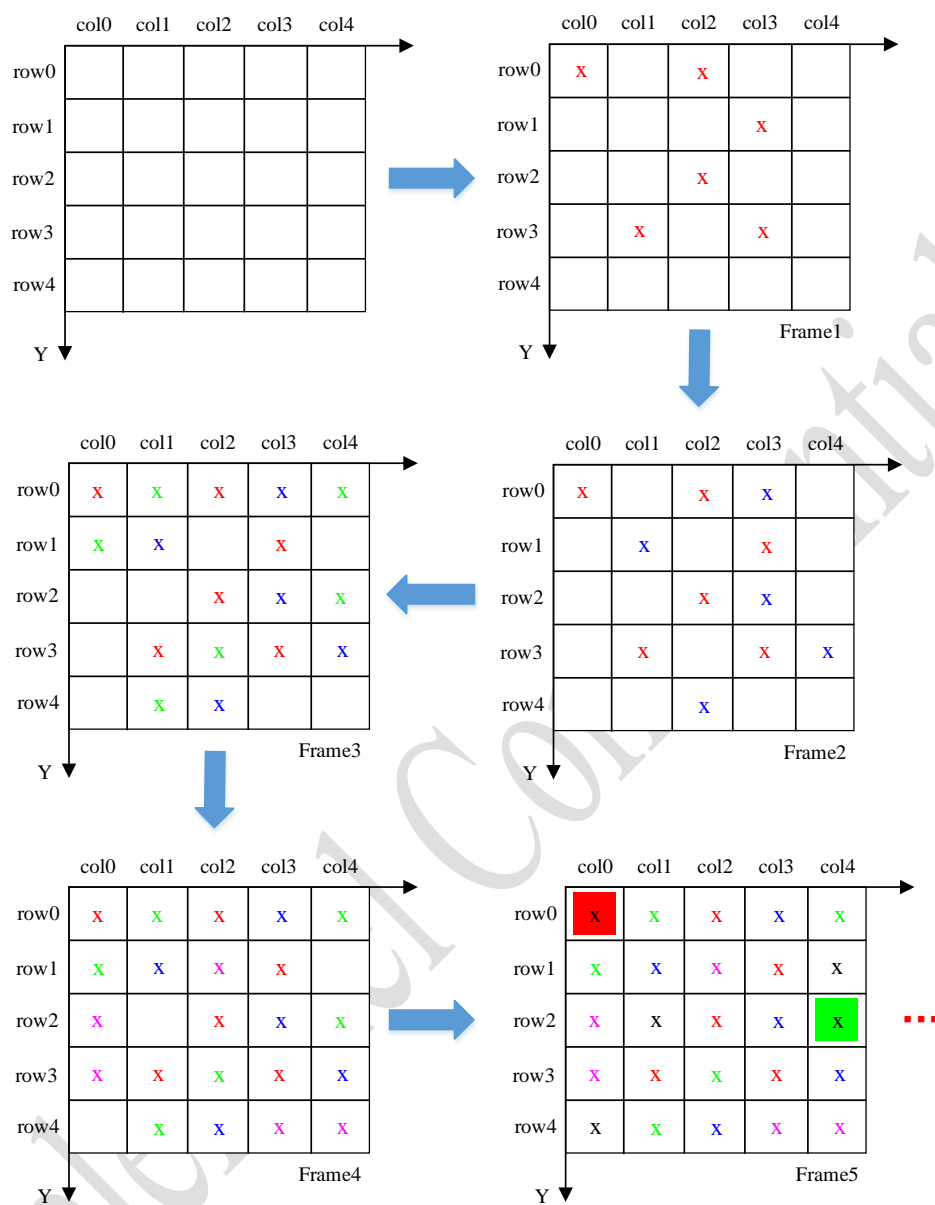 col0 col1 col2 col3 col4
row0
row1
row2
row3
row4
Y
col0 col1 col2 col3 col4
row0 x x
row1 x
row2 x
row3 x x
row4
Frame1
Y
col0 col1 col2 col3 col4
row0 x x x x x
row1 x x x
row2 x x x
row3 x x x x
row4 x x
Frame3
Y
col0 col1 col2 col3 col4
row0 x x x
row1 x x
row2 x x
row3 x x x
row4 x
Frame2
Y
col0 col1 col2 col3 col4
row0 x x x x x
row1 x x x x
row2 x x x x
row3 x x x x x
row4 x x x x
Frame4
Y
col0 col1 col2 col3 col4
row0 x x x x x
row1 x x x x x
row2 x x x x x
row3 x x x x x
row4 x x x x x
Frame5
Y